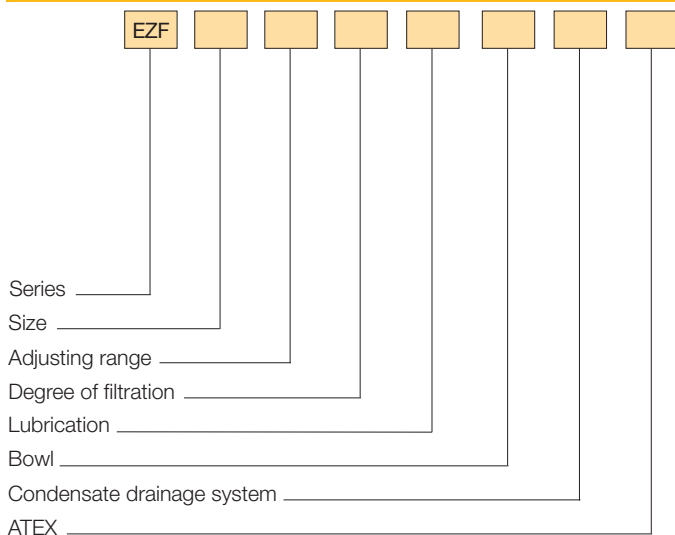 EZF
Series
Size
Adjusting range
Degree of filtration
Lubrication
Bowl
Condensate drainage system
ATEX